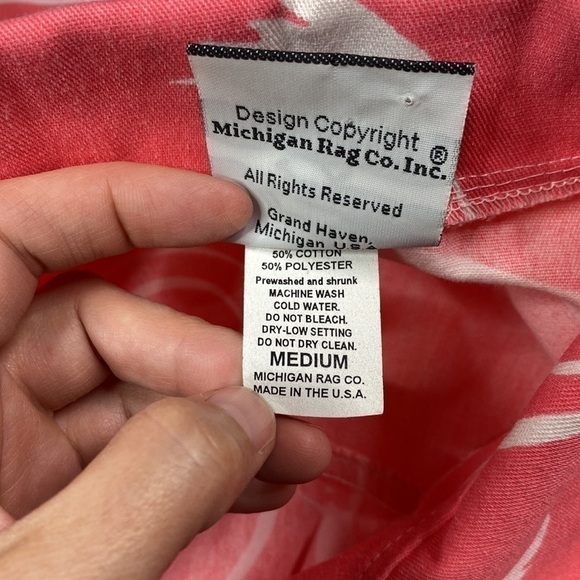 Design Copyright
Michigan Rag Co. Inc.®
All Rights Reserved
Grand Haven,
Michigan, U.S.A.
50% COTTON
50% POLYESTER
Prewashed and shrunk
MACHINE WASH
COLD WATER.
DO NOT BLEACH.
DRY-LOW SETTING
DO NOT DRY CLEAN.
MEDIUM
MICHIGAN RAG CO.
MADE IN THE U.S.A.